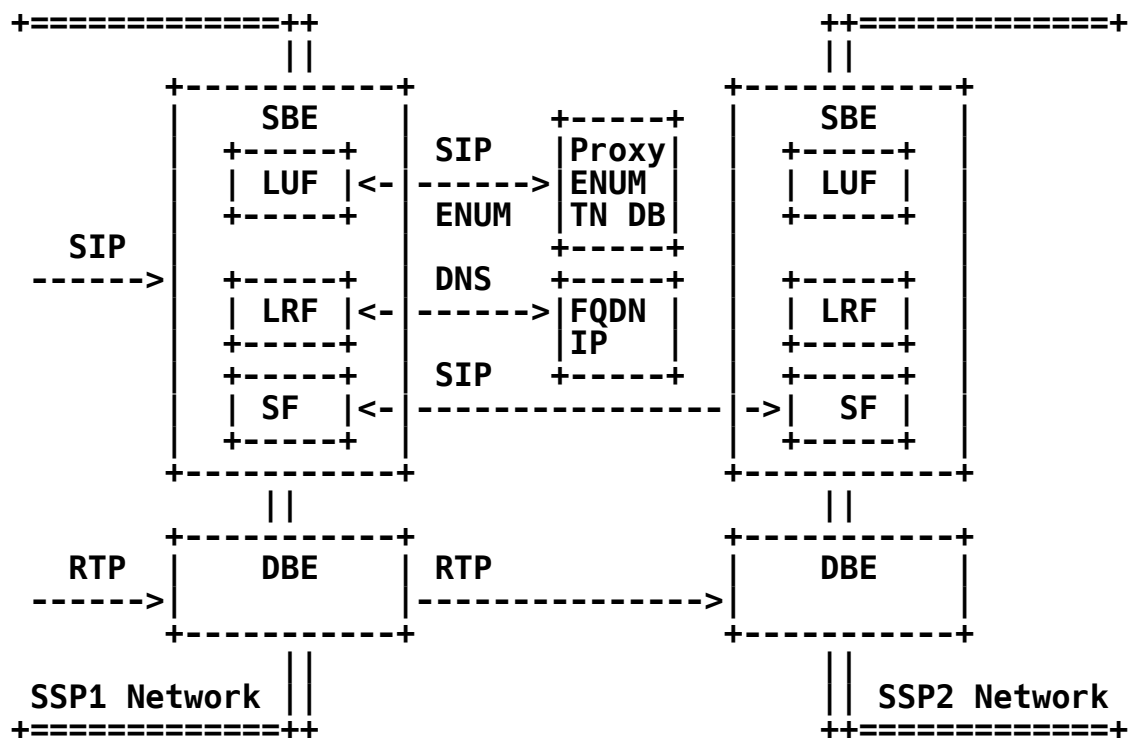 SBE SBE
SIP Proxy
LUF ENUM LUF
ENUM TN DB
SIP
DNS
LRF FQDN LRF
IP
SIP
SF SF
RTP DBE RTP DBE
SSP1 Network SSP2 Network